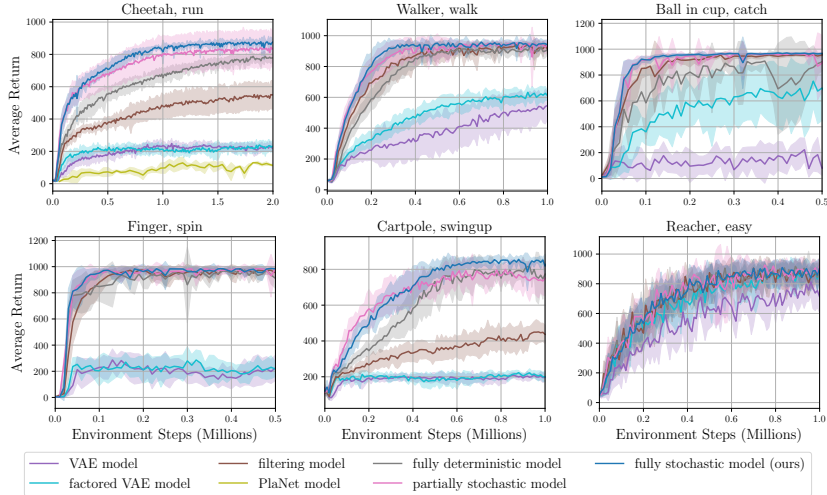 Cheetah, run
Walker, walk
Ball in cup, catch
1000
800
600
400
200
0
Average Return
0.0 0.5 1.0 1.5 2.0
1000
800
600
400
200
0.0 0.2 0.4 0.6 0.8 1.0
1200
1000
800
600
400
200
0
0.0 0.1 0.2 0.3 0.4 0.5
Finger, spin
Cartpole, swingup
Reacher, easy
1200
1000
800
600
400
200
0
Average Return
0.0 0.1 0.2 0.3 0.4 0.5
Environment Steps (Millions)
800
600
400
200
0.0 0.2 0.4 0.6 0.8 1.0
Environment Steps (Millions)
1200
1000
800
600
400
200
0
0.0 0.2 0.4 0.6 0.8 1.0
Environment Steps (Millions)
VAE model filtering model fully deterministic model fully stochastic model (ours)
factored VAE model PlaNet model partially stochastic model